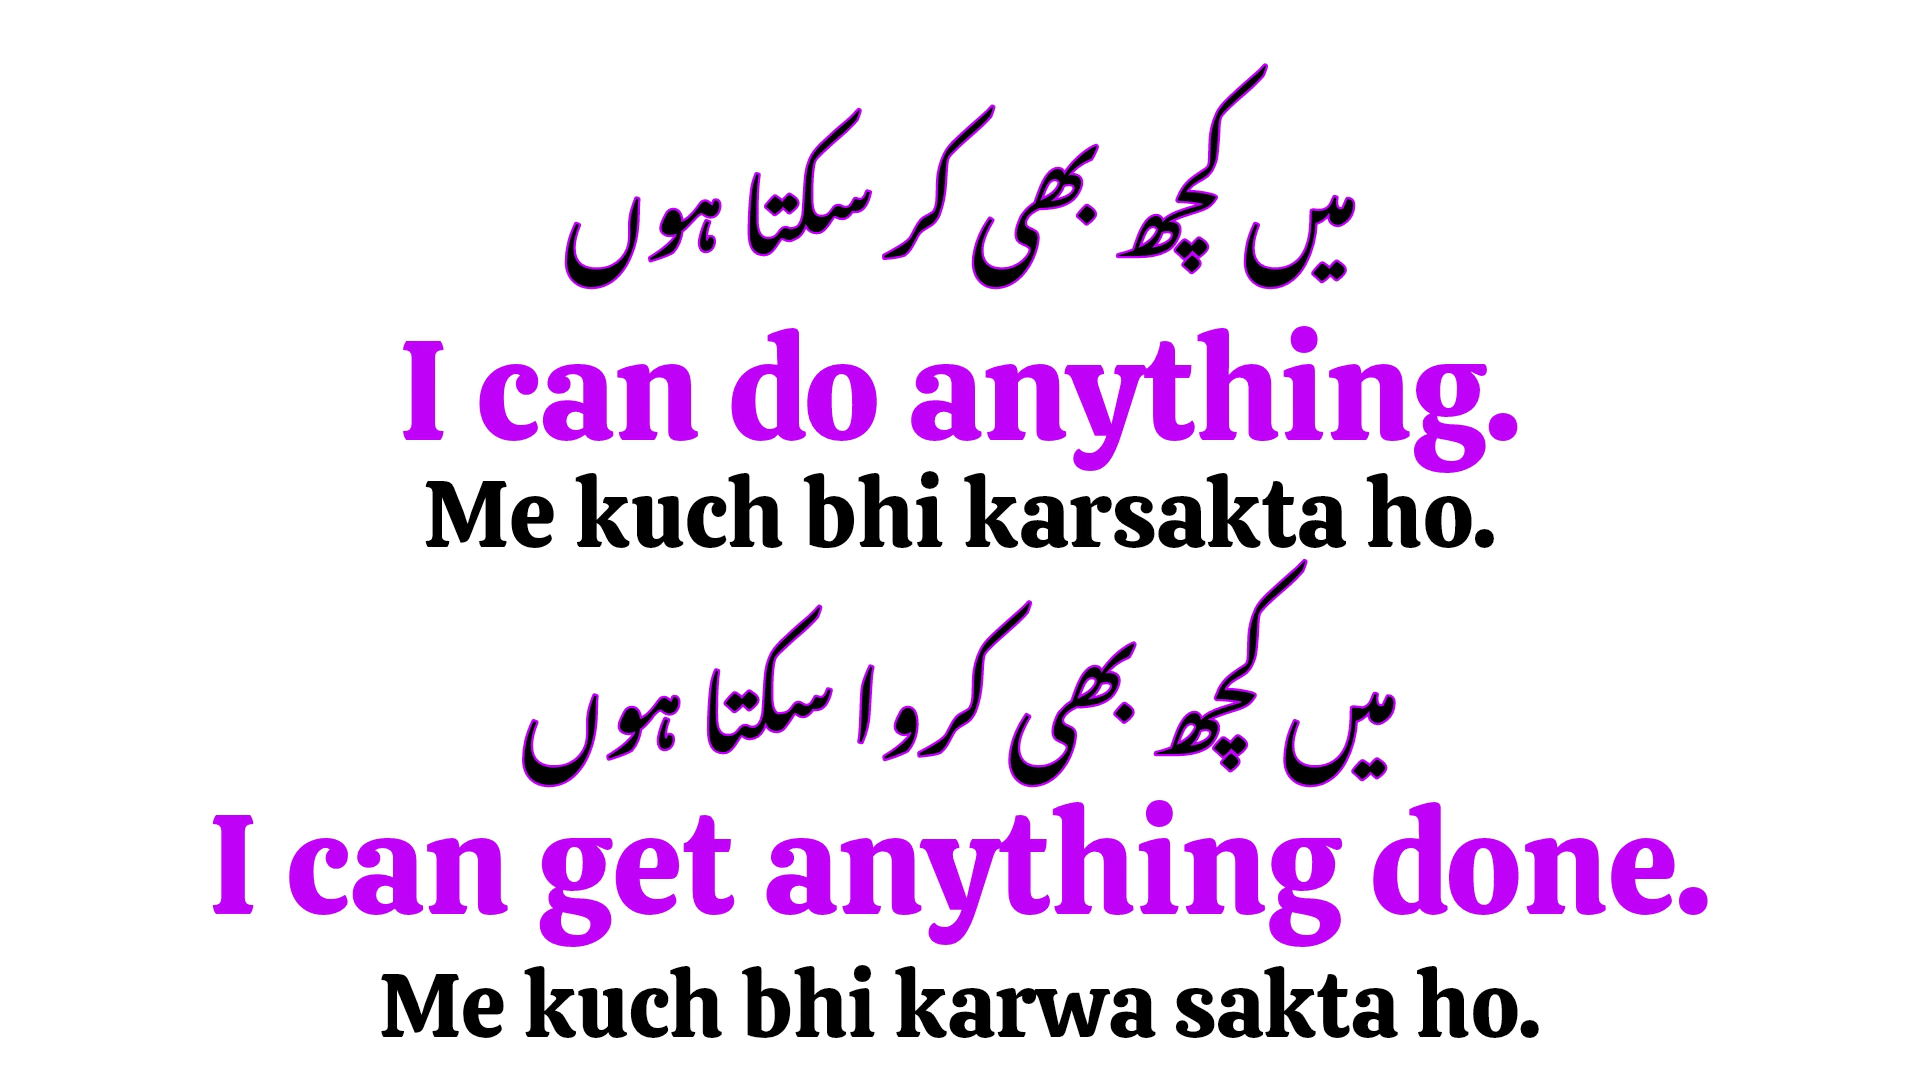 میں کچھ بھی کر سکتا ہوں
I can do anything.
Me kuch bhi karsakta ho.
میں کچھ بھی کروا سکتا ہوں
I can get anything done.
Me kuch bhi karwa sakta ho.